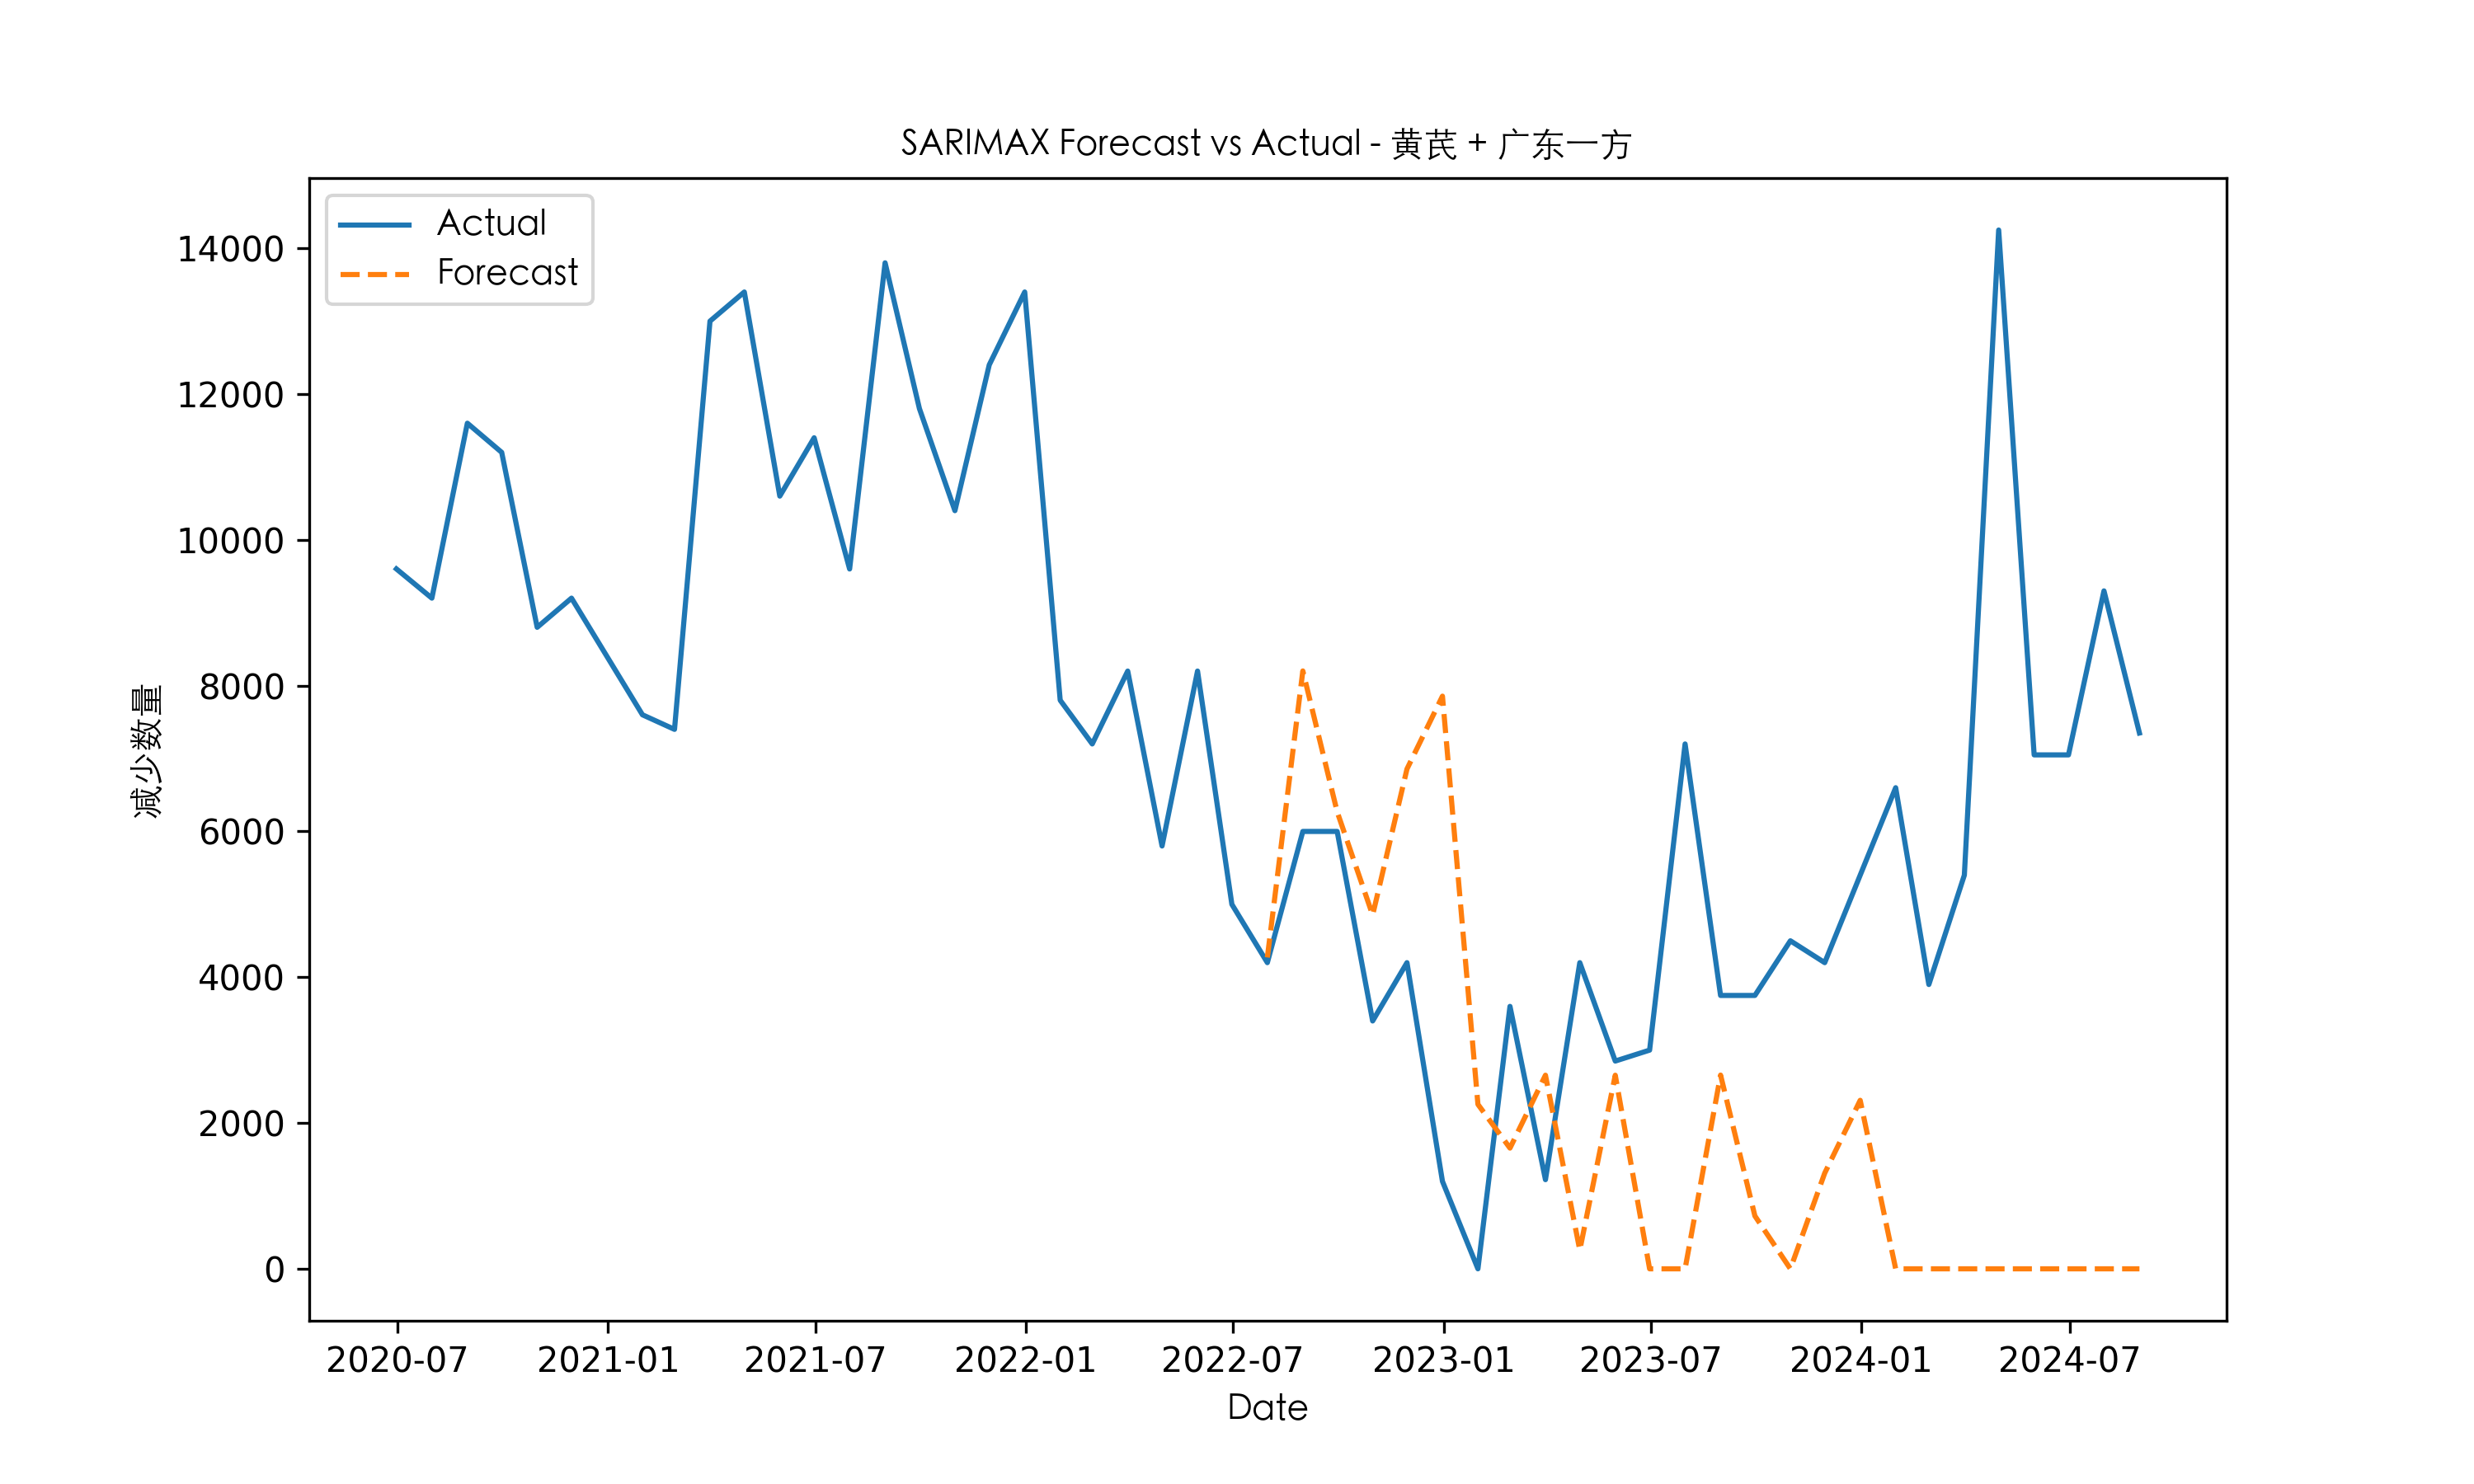 SARIMAX Forecast vs Actual - 黄芪 + 广东一方
Actual
Forecast
减少数量
14000
12000
10000
8000
6000
4000
2000
0
2020-07 2021-01 2021-07 2022-01 2022-07 2023-01 2023-07 2024-01 2024-07
Date